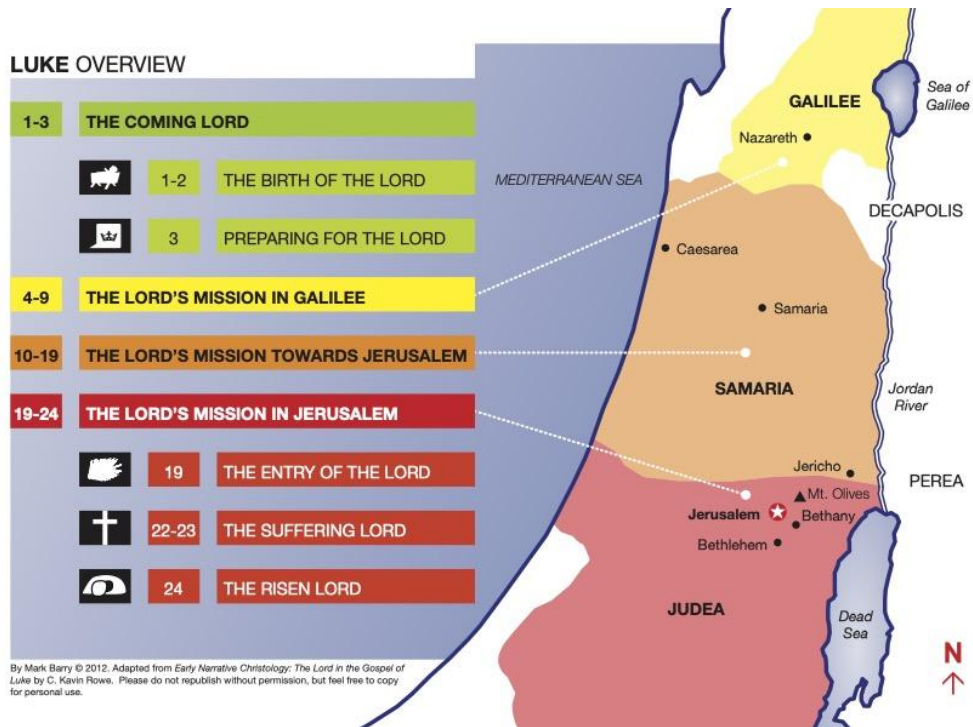 LUKE OVERVIEW
1-3 THE COMING LORD
1-2 THE BIRTH OF THE LORD
3 PREPARING FOR THE LORD
4-9 THE LORD'S MISSION IN GALILEE
10-19 THE LORD'S MISSION TOWARDS JERUSALEM
19-24 THE LORD'S MISSION IN JERUSALEM
19 THE ENTRY OF THE LORD
22-23 THE SUFFERING LORD
24 THE RISEN LORD
By Mark Barry © 2012. Adapted from Early Narrative Christology: The Lord in the Gospel of
Luke by C. Kavin Rowe. Please do not republish without permission, but feel free to copy
for personal use.
MEDITERRANEAN SEA
GALILEE
Sea of
Galilee
Nazareth
DECAPOLIS
Caesarea
Samaria
SAMARIA
Jordan
River
Jericho
PEREA
Mt. Olives
Jerusalem
Bethany
Bethlehem
JUDEA
Dead
Sea
N